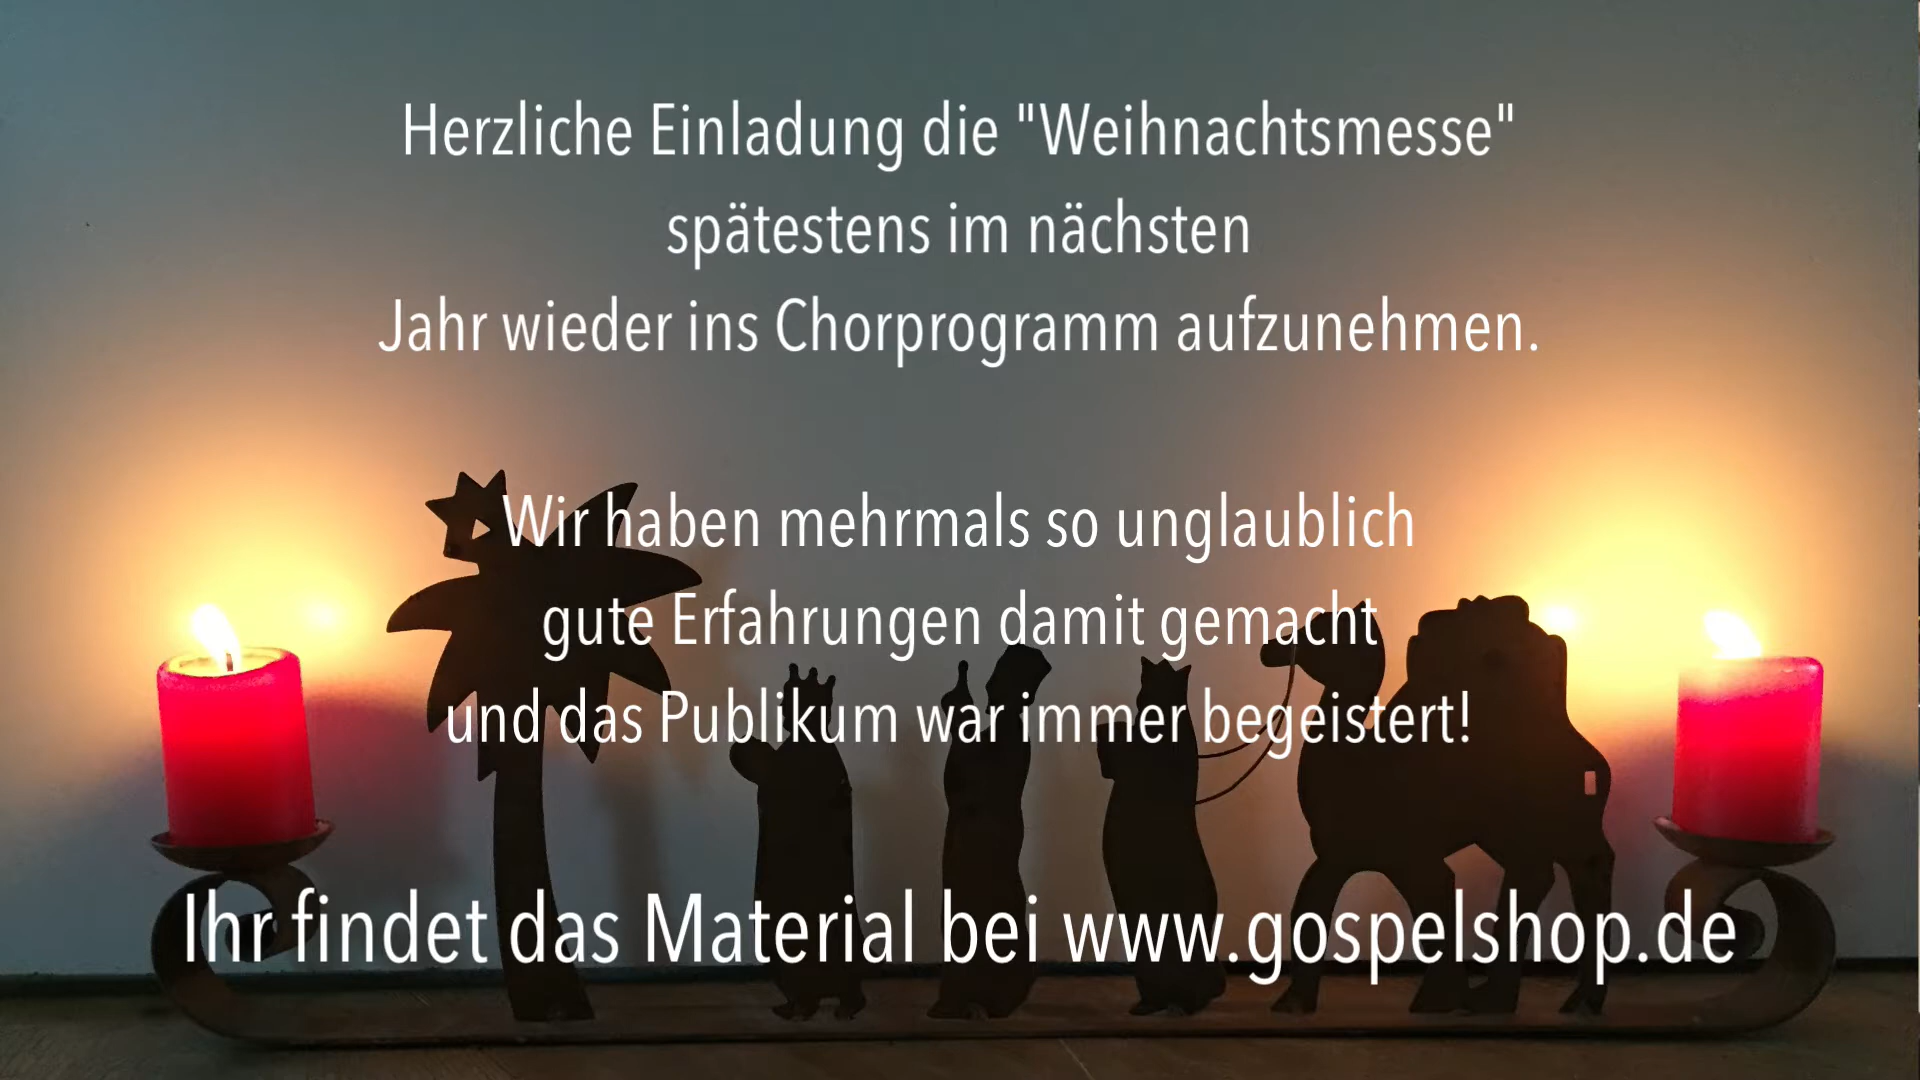 Herzliche Einladung die "Weihnachtsmesse"
spätestens im nächsten
Jahr wieder ins Chorprogramm aufzunehmen.
Wir haben mehrmals so unglaublich
gute Erfahrungen damit gemacht
und das Publikum war immer begeistert!
Ihr findet das Material bei www.gospelshop.de